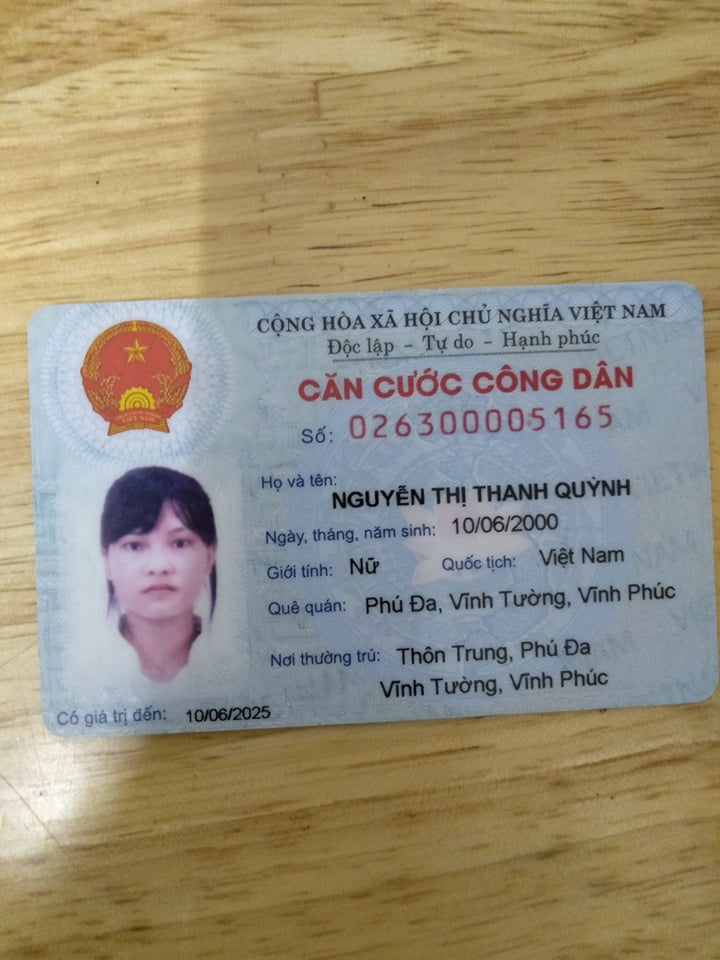 CỘNG HÒA XÃ HỘI CHỦ NGHĨA VIỆT NAM
Độc lập - Tự do - Hạnh phúc
CĂN CƯỚC CÔNG DÂN
Số: 026300005165
Họ và tên:
NGUYỄN THỊ THANH QUỲNH
Ngày, tháng, năm sinh: 10/06/2000
Giới tính: Nữ Quốc tịch: Việt Nam
Quê quán: Phú Đa, Vĩnh Tường, Vĩnh Phúc
Nơi thường trú: Thôn Trung, Phú Đa
Vĩnh Tường, Vĩnh Phúc
Có giá trị đến: 10/06/2025